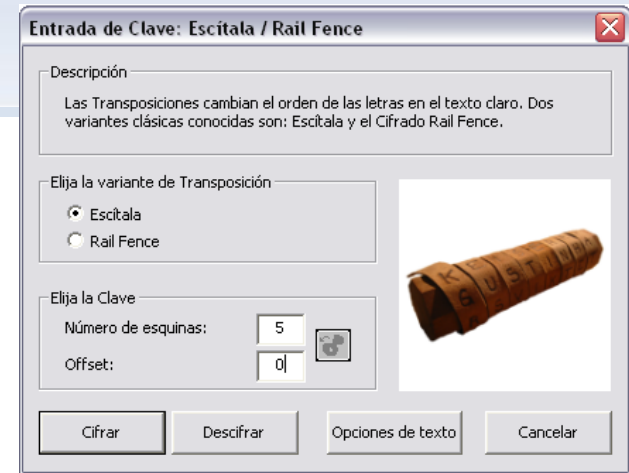 Entrada de Clave: Escítala / Rail Fence
Descripción
Las Transposiciones cambian el orden de las letras en el texto claro. Dos
variantes clásicas conocidas son: Escítala y el Cifrado Rail Fence.
Elija la variante de Transposición
Escítala
Rail Fence
Elija la Clave
Número de esquinas: 5
Offset: 0
Cifrar Descifrar Opciones de texto Cancelar